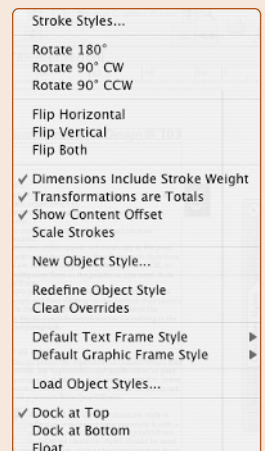 Stroke Styles...
Rotate 180°
Rotate 90° CW
Rotate 90° CCW
Flip Horizontal
Flip Vertical
Flip Both
✓ Dimensions Include Stroke Weight
✓ Transformations are Totals
✓ Show Content Offset
Scale Strokes
New Object Style...
Redefine Object Style
Clear Overrides
Default Text Frame Style
Default Graphic Frame Style
Load Object Styles...
✓ Dock at Top
Dock at Bottom
Float